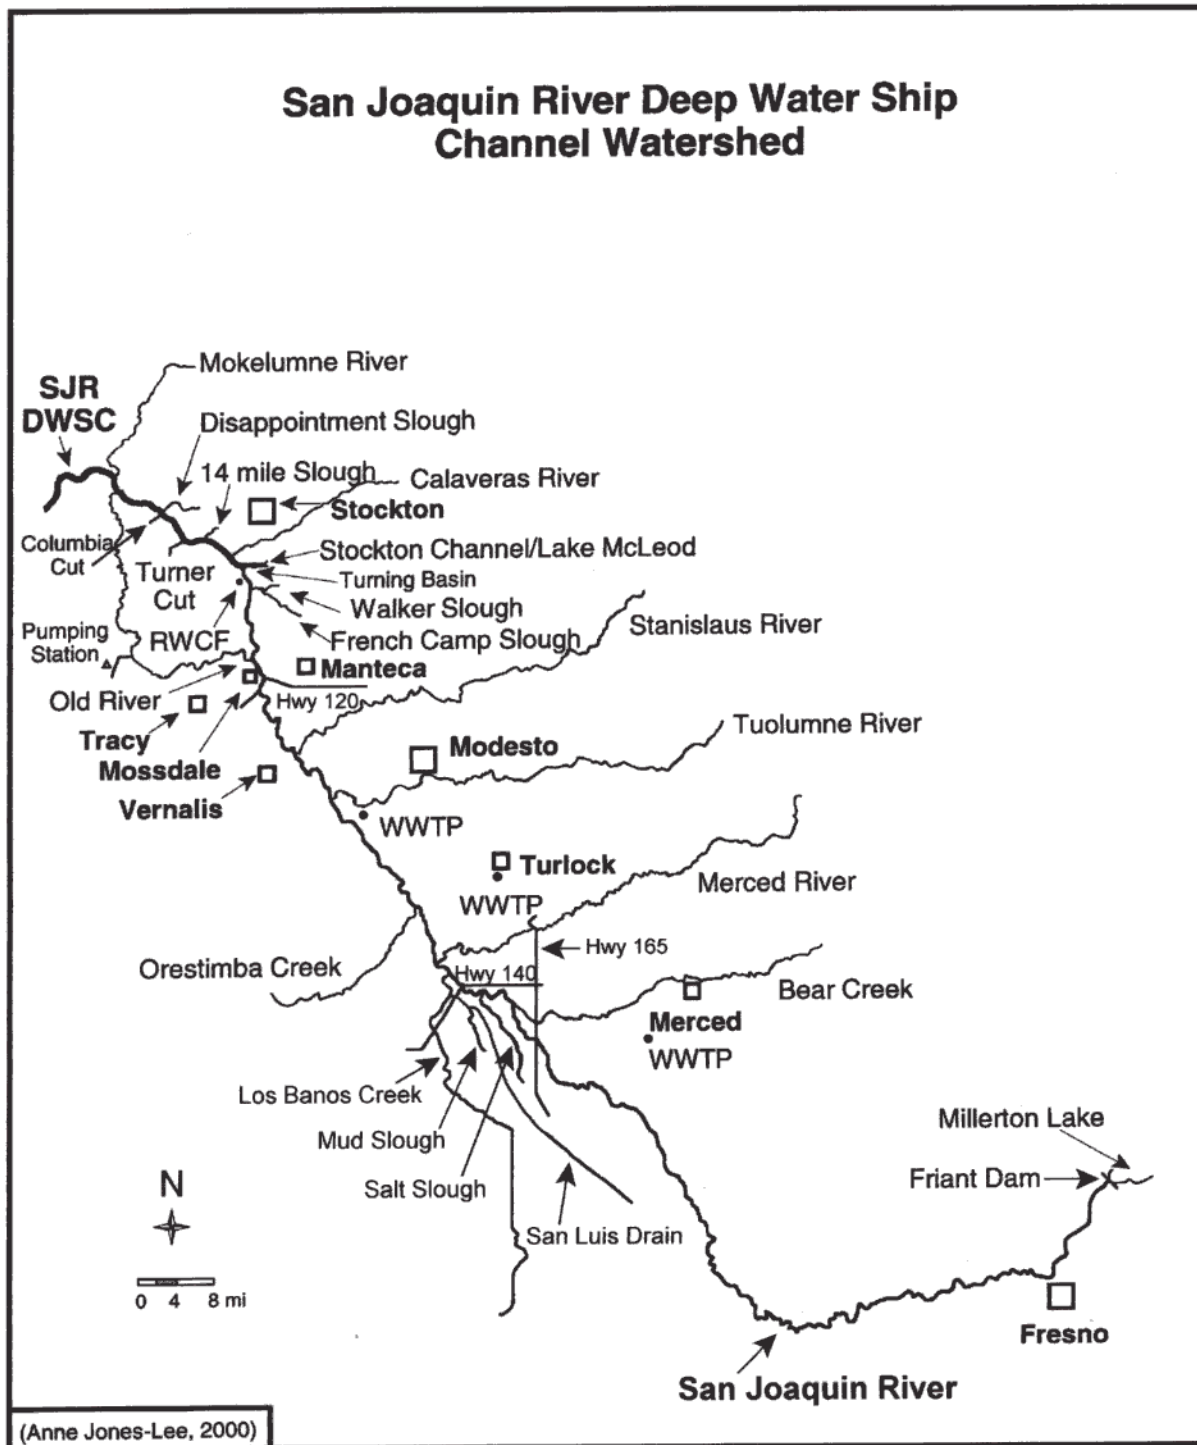 San Joaquin River Deep Water Ship
Channel Watershed
Mokelumne River
SJR
DWSC
Disappointment Slough
14 mile Slough
Calaveras River
Stockton
Columbia
Cut
Stockton Channel/Lake McLeod
Turner
Cut
Turning Basin
Walker Slough
Pumping
Station
RWCF
French Camp Slough
Stanislaus River
Manteca
Old River
Hwy 120
Tracy
Mossdale
Vernalis
Modesto
Tuolumne River
WWTP
Turlock
WWTP
Merced River
Hwy 165
Orestimba Creek
Hwy 140
Bear Creek
Merced
WWTP
Los Banos Creek
Mud Slough
Salt Slough
San Luis Drain
Millerton Lake
Friant Dam
N
0 4 8 mi
Fresno
San Joaquin River
(Anne Jones-Lee, 2000)